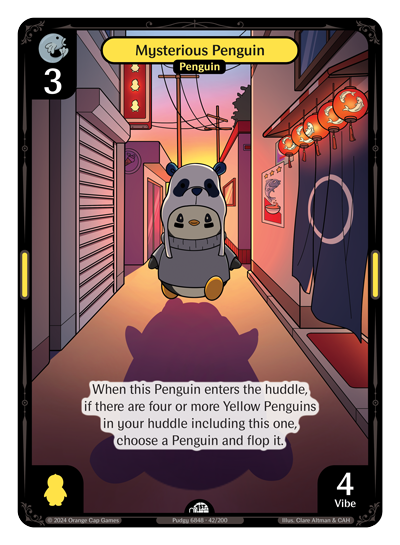 Mysterious Penguin
Penguin
3
When this Penguin enters the huddle,
if there are four or more Yellow Penguins
in your huddle including this one,
choose a Penguin and flop it.
4
Vibe
© 2024 Orange Cap Games
Pudgy 6848 · 42/200
Illus. Clare Altman & CAH